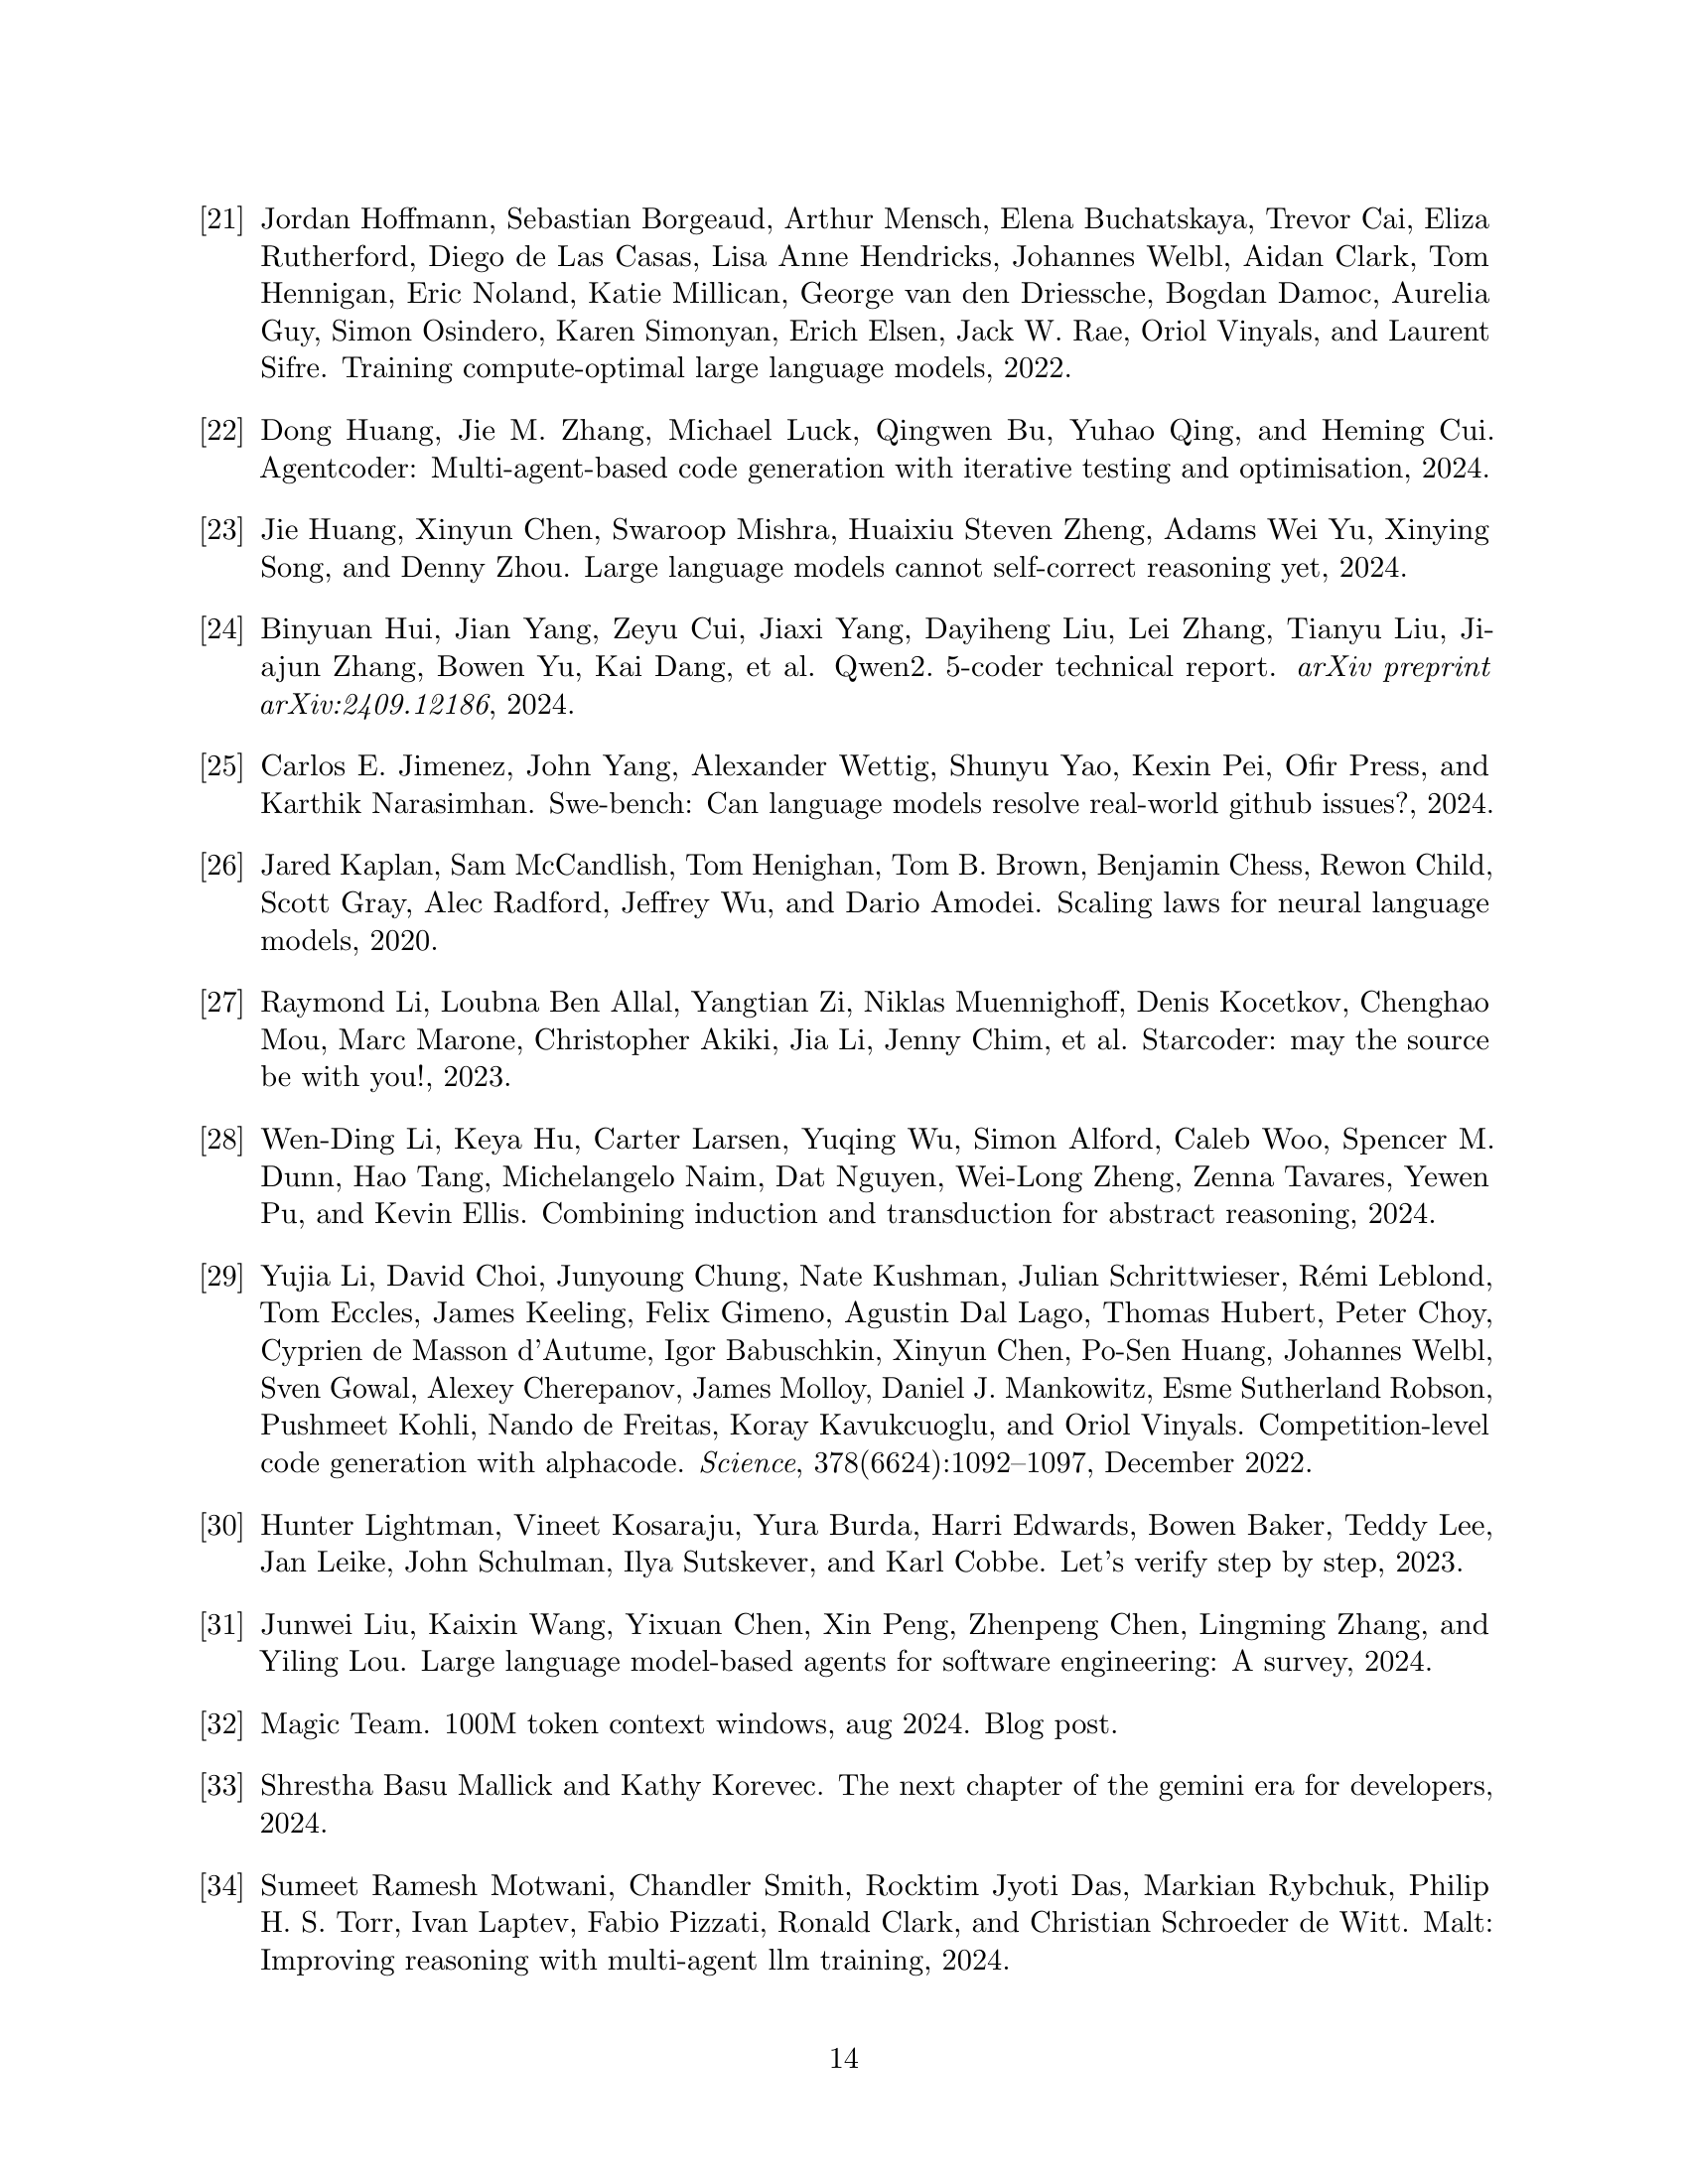 [21] Jordan Hoffmann, Sebastian Borgeaud, Arthur Mensch, Elena Buchatskaya, Trevor Cai, Eliza
Rutherford, Diego de Las Casas, Lisa Anne Hendricks, Johannes Welbl, Aidan Clark, Tom
Hennigan, Eric Noland, Katie Millican, George van den Driessche, Bogdan Damoc, Aurelia
Guy, Simon Osindero, Karen Simonyan, Erich Elsen, Jack W. Rae, Oriol Vinyals, and Laurent
Sifre. Training compute-optimal large language models, 2022.
[22] Dong Huang, Jie M. Zhang, Michael Luck, Qingwen Bu, Yuhao Qing, and Heming Cui.
Agentcoder: Multi-agent-based code generation with iterative testing and optimisation, 2024.
[23] Jie Huang, Xinyun Chen, Swaroop Mishra, Huaixiu Steven Zheng, Adams Wei Yu, Xinying
Song, and Denny Zhou. Large language models cannot self-correct reasoning yet, 2024.
[24] Binyuan Hui, Jian Yang, Zeyu Cui, Jiaxi Yang, Dayiheng Liu, Lei Zhang, Tianyu Liu, Ji-
ajun Zhang, Bowen Yu, Kai Dang, et al. Qwen2. 5-coder technical report. arXiv preprint
arXiv:2409.12186, 2024.
[25] Carlos E. Jimenez, John Yang, Alexander Wettig, Shunyu Yao, Kexin Pei, Ofir Press, and
Karthik Narasimhan. Swe-bench: Can language models resolve real-world github issues?, 2024.
[26] Jared Kaplan, Sam McCandlish, Tom Henighan, Tom B. Brown, Benjamin Chess, Rewon Child,
Scott Gray, Alec Radford, Jeffrey Wu, and Dario Amodei. Scaling laws for neural language
models, 2020.
[27] Raymond Li, Loubna Ben Allal, Yangtian Zi, Niklas Muennighoff, Denis Kocetkov, Chenghao
Mou, Marc Marone, Christopher Akiki, Jia Li, Jenny Chim, et al. Starcoder: may the source
be with you!, 2023.
[28] Wen-Ding Li, Keya Hu, Carter Larsen, Yuqing Wu, Simon Alford, Caleb Woo, Spencer M.
Dunn, Hao Tang, Michelangelo Naim, Dat Nguyen, Wei-Long Zheng, Zenna Tavares, Yewen
Pu, and Kevin Ellis. Combining induction and transduction for abstract reasoning, 2024.
[29] Yujia Li, David Choi, Junyoung Chung, Nate Kushman, Julian Schrittwieser, Rémi Leblond,
Tom Eccles, James Keeling, Felix Gimeno, Agustin Dal Lago, Thomas Hubert, Peter Choy,
Cyprien de Masson d'Autume, Igor Babuschkin, Xinyun Chen, Po-Sen Huang, Johannes Welbl,
Sven Gowal, Alexey Cherepanov, James Molloy, Daniel J. Mankowitz, Esme Sutherland Robson,
Pushmeet Kohli, Nando de Freitas, Koray Kavukcuoglu, and Oriol Vinyals. Competition-level
code generation with alphacode. Science, 378(6624):1092–1097, December 2022.
[30] Hunter Lightman, Vineet Kosaraju, Yura Burda, Harri Edwards, Bowen Baker, Teddy Lee,
Jan Leike, John Schulman, Ilya Sutskever, and Karl Cobbe. Let's verify step by step, 2023.
[31] Junwei Liu, Kaixin Wang, Yixuan Chen, Xin Peng, Zhenpeng Chen, Lingming Zhang, and
Yiling Lou. Large language model-based agents for software engineering: A survey, 2024.
[32] Magic Team. 100M token context windows, aug 2024. Blog post.
[33] Shrestha Basu Mallick and Kathy Korevec. The next chapter of the gemini era for developers,
2024.
[34] Sumeet Ramesh Motwani, Chandler Smith, Rocktim Jyoti Das, Markian Rybchuk, Philip
H. S. Torr, Ivan Laptev, Fabio Pizzati, Ronald Clark, and Christian Schroeder de Witt. Malt:
Improving reasoning with multi-agent llm training, 2024.
14